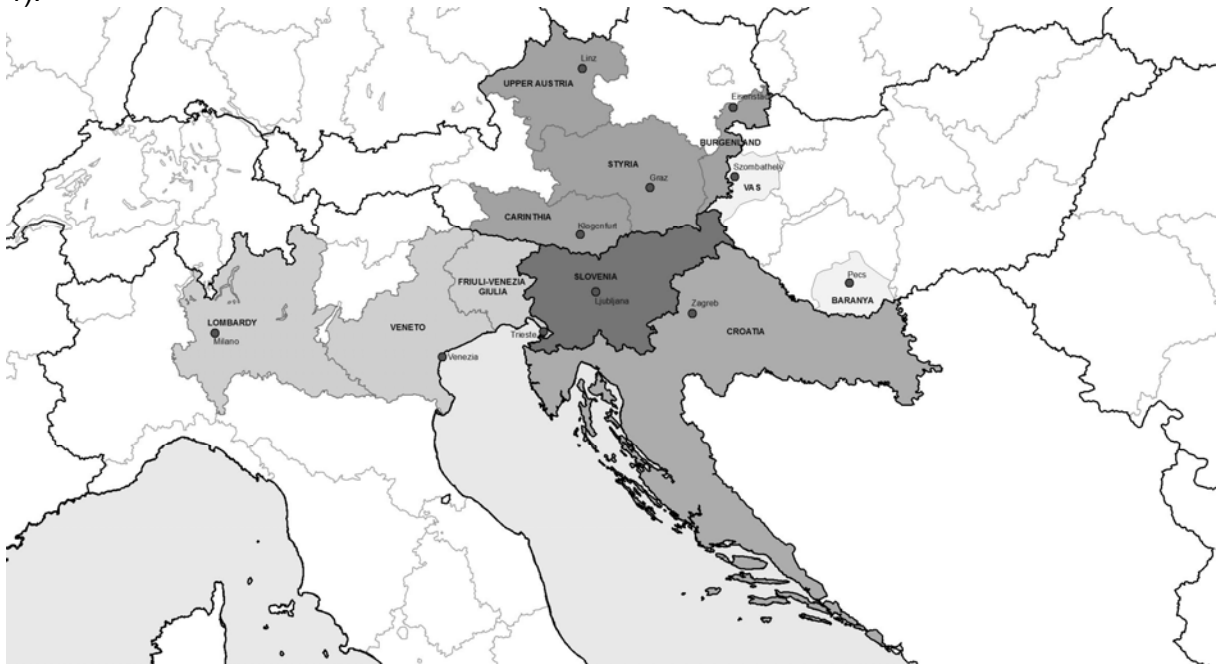 Linz
UPPER AUSTRIA
BURGENLAND
STYRIA
Szombathely
Graz
VAS
CARINTHIA
Klegonfurt
SLOVENIA
FRIULI-VENEZIA
GIULIA
Pecs
Ljubljana
BARANYA
Zagreb
LOMBARDY
VENETO
Trieste
CROATIA
Milano
Venezia